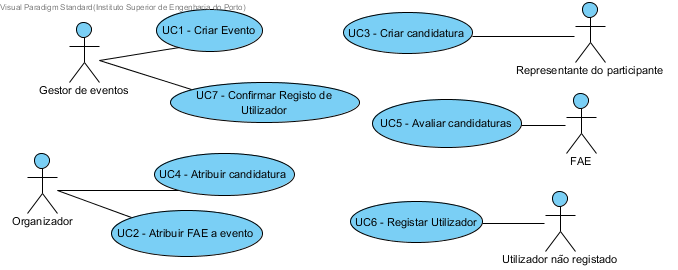 Visual Paradigm Standard(Instituto Superior de Engenharia do Porto)
UC1 - Criar Evento
UC3 - Criar candidatura
Gestor de eventos
Representante do participante
UC7 - Confirmar Registo de
Utilizador
UC5 - Avaliar candidaturas
FAE
UC4 - Atribuir candidatura
Organizador
UC2 - Atribuir FAE a evento
UC6 - Registar Utilizador
Utilizador não registado